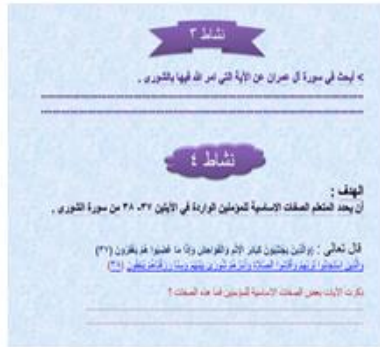 نشاط ٣
> أبحث في سورة آل عمران عن الآية التي أمر الله فيها بالشورى .
نشاط ٤
الهدف :
أن يحدد المتعلم الصفات الاساسية للمؤمنين الواردة في الآيتين ٣٧، ٣٨ من سورة الشورى .
قال تعالى : (والذين يجتنبون كبائر الإثم والفواحش وإذا ما غضبوا هم يغفرون (٣٧)
والذين استجابوا لربهم وأقاموا الصلاة وأمرهم شورى بينهم ومما رزقناهم ينفقون (٣٨)
ذكرت الآيات بعض الصفات الاساسية للمؤمنين فما هذه الصفات ؟